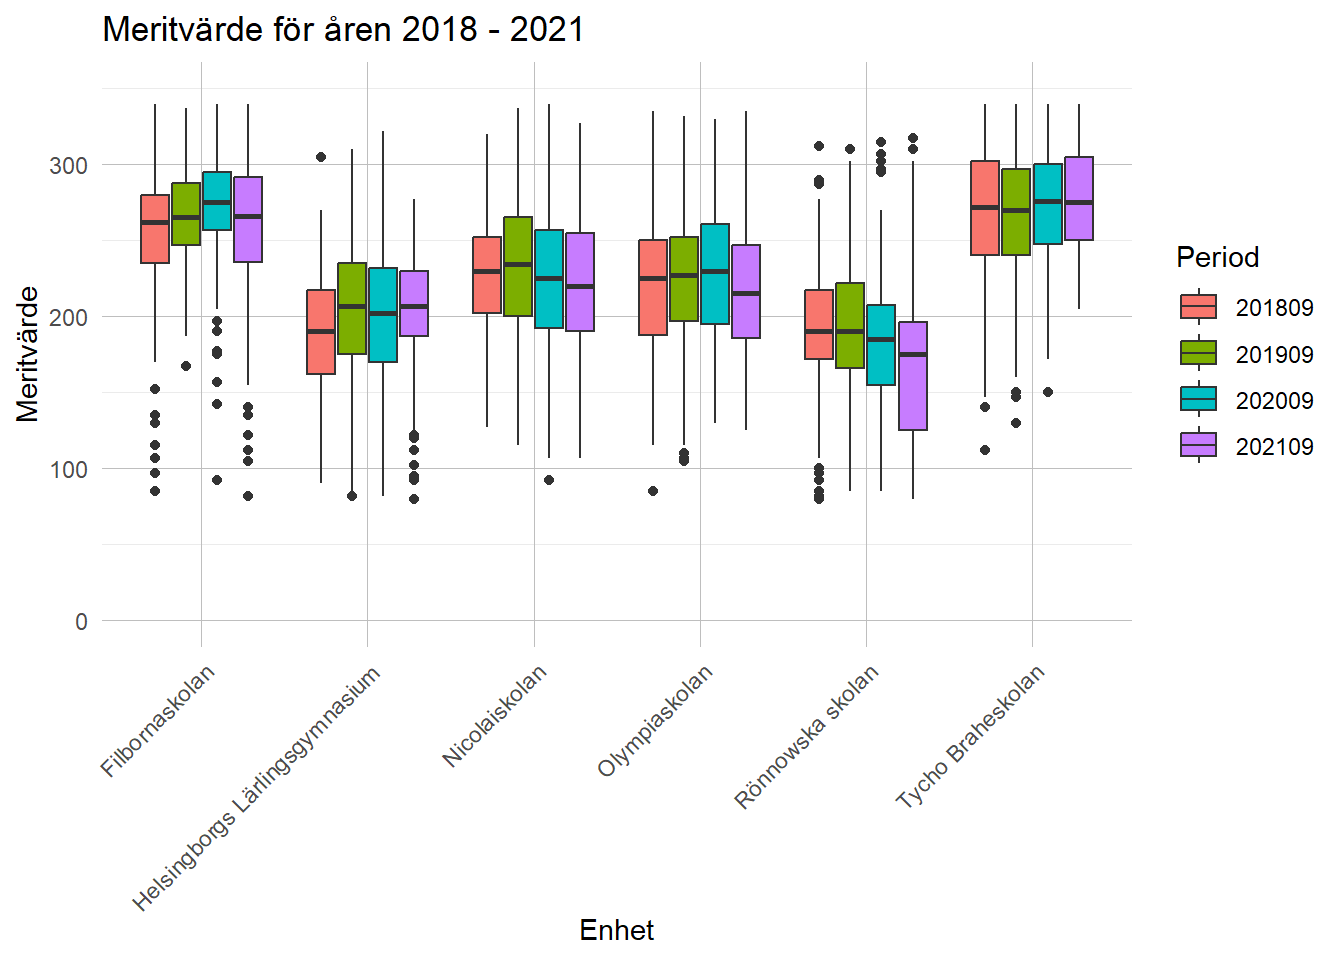 Meritvärde för åren 2018 - 2021
Meritvärde
300
200
100
0
Filbornaskolan
Helsingborgs Lärlingsgymnasium
Nicolaiskolan
Olympiaskolan
Rönnowska skolan
Tycho Braheskolan
Enhet
Period
201809
201909
202009
202109